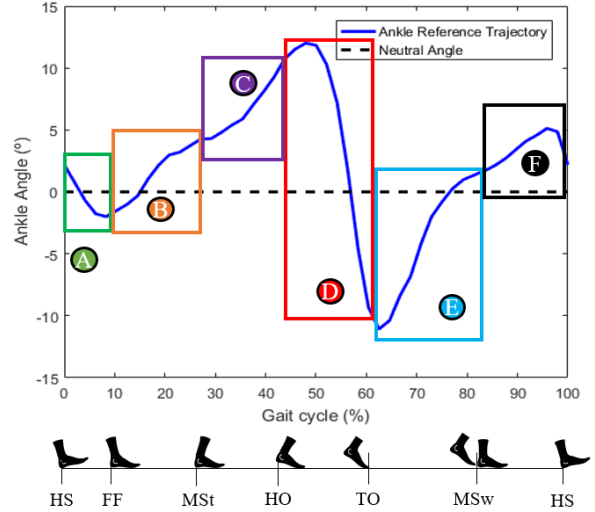 15
10
5
0
-5
-10
-15
Ankle Angle (º)
Ankle Reference Trajectory
Neutral Angle
A
B
C
D
E
F
0 10 20 30 40 50 60 70 80 90 100
Gait cycle (%)
HS FF MSt HO TO MSw HS